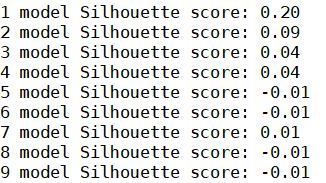 1 model Silhouette score: 0.20
2 model Silhouette score: 0.09
3 model Silhouette score: 0.04
4 model Silhouette score: 0.04
5 model Silhouette score: -0.01
6 model Silhouette score: -0.01
7 model Silhouette score: 0.01
8 model Silhouette score: -0.01
9 model Silhouette score: -0.01